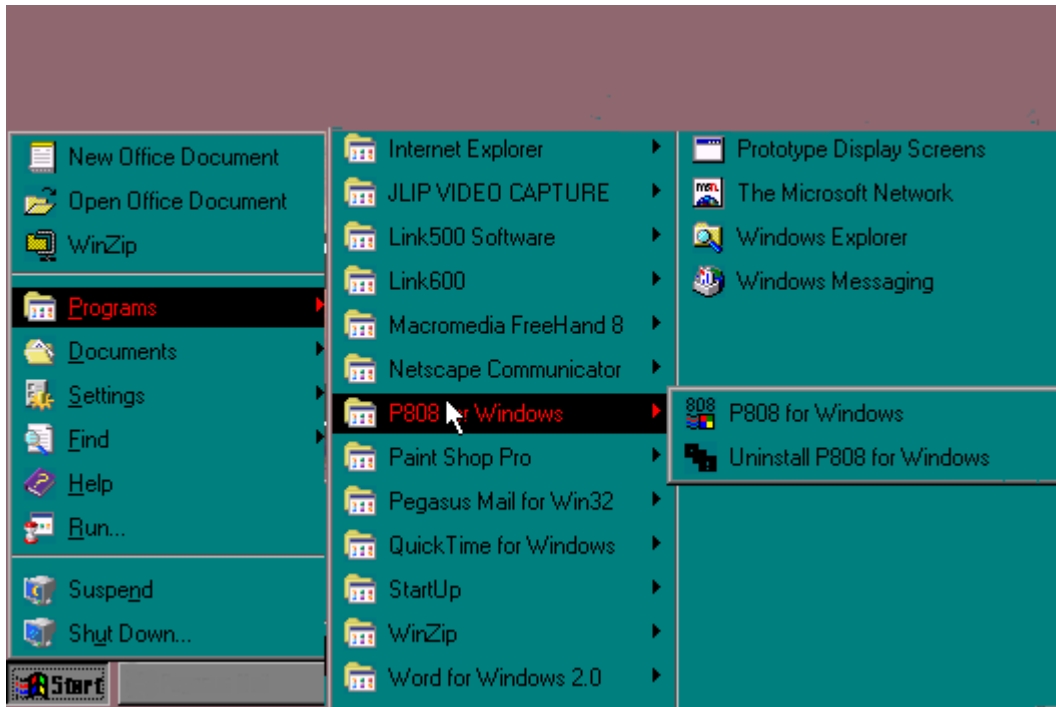 New Office Document
Open Office Document
WinZip
Programs
Documents
Settings
Find
Help
Run...
Suspend
Shut Down...
Start
Internet Explorer
JLIP VIDEO CAPTURE
Link500 Software
Link600
Macromedia FreeHand 8
Netscape Communicator
P808 for Windows
Paint Shop Pro
Pegasus Mail for Win32
QuickTime for Windows
StartUp
WinZip
Word for Windows 2.0
Prototype Display Screens
The Microsoft Network
Windows Explorer
Windows Messaging
808 P808 for Windows
Uninstall P808 for Windows